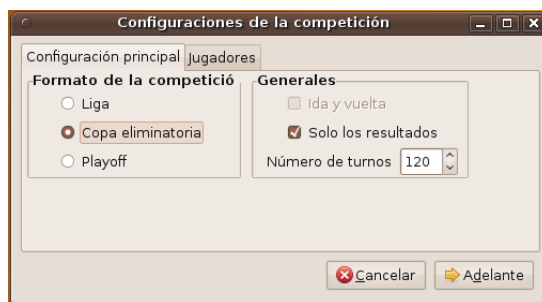 Configuraciones de la competición
Configuración principal Jugadores
Formato de la competició
Liga
Copa eliminatoria
Playoff
Generales
Ida y vuelta
Solo los resultados
Número de turnos 120
Cancelar Adelante